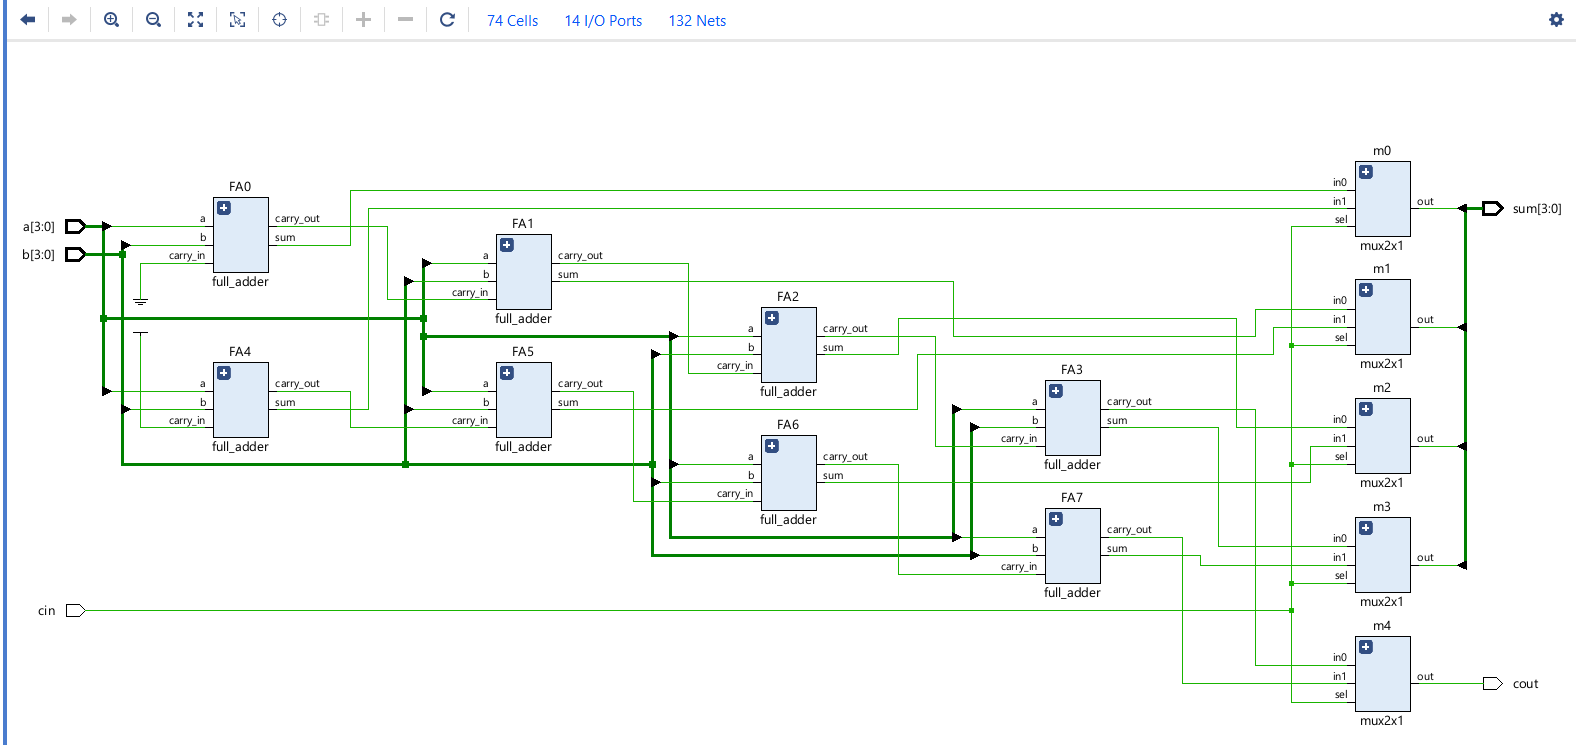 74 Cells 14 I/O Ports 132 Nets
m0
in0
in1
sel
out
mux2x1
sum[3:0]
FA0
a
b
carry_in
carry_out
sum
full_adder
a[3:0]
b[3:0]
FA1
a
b
carry_in
carry_out
sum
full_adder
m1
in0
in1
sel
out
mux2x1
FA2
a
b
carry_in
carry_out
sum
full_adder
FA4
a
b
carry_in
carry_out
sum
full_adder
FA5
a
b
carry_in
carry_out
sum
full_adder
FA3
a
b
carry_in
carry_out
sum
full_adder
m2
in0
in1
sel
out
mux2x1
FA6
a
b
carry_in
carry_out
sum
full_adder
FA7
a
b
carry_in
carry_out
sum
full_adder
m3
in0
in1
sel
out
mux2x1
cin
m4
in0
in1
sel
out
mux2x1
cout